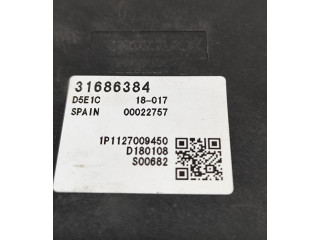 31686384
D5E1C 18-017
SPAIN 00022757
1P1127009450
D180108
S00682